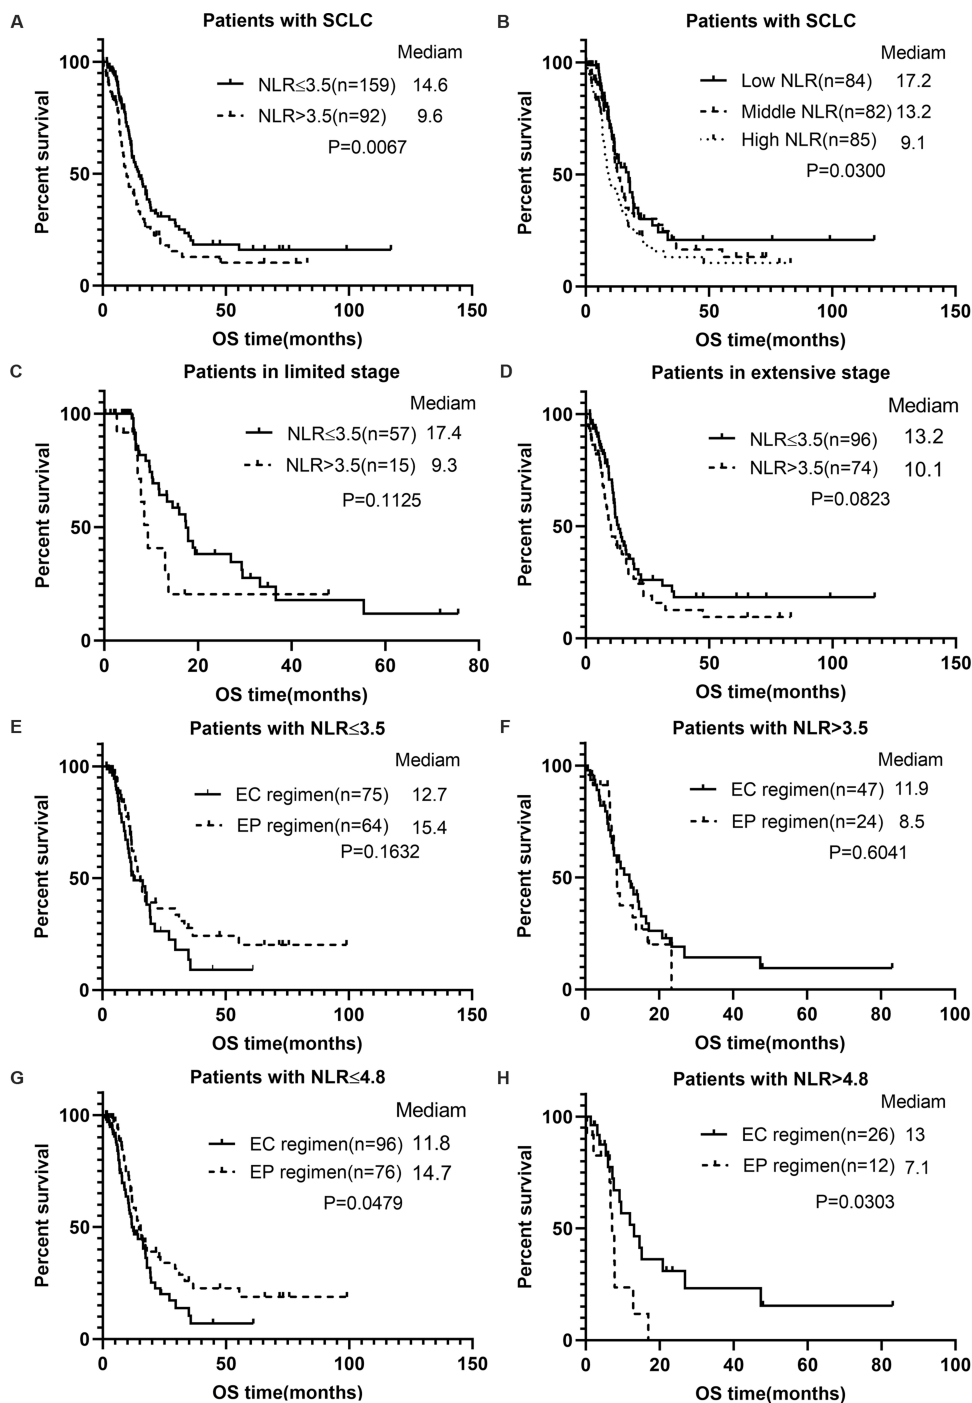 A
Patients with SCLC
Mediam
NLR≤3.5(n=159) 14.6
NLR>3.5(n=92) 9.6
P=0.0067
Percent survival
100
50
0
0 50 100 150
OS time(months)
B
Patients with SCLC
Mediam
Low NLR(n=84) 17.2
Middle NLR(n=82) 13.2
High NLR(n=85) 9.1
P=0.0300
Percent survival
100
50
0
0 50 100 150
OS time(months)
C
Patients in limited stage
Mediam
NLR≤3.5(n=57) 17.4
NLR>3.5(n=15) 9.3
P=0.1125
Percent survival
100
50
0
0 20 40 60 80
OS time(months)
D
Patients in extensive stage
Mediam
NLR≤3.5(n=96) 13.2
NLR>3.5(n=74) 10.1
P=0.0823
Percent survival
100
50
0
0 50 100 150
OS time(months)
E
Patients with NLR≤3.5
Mediam
EC regimen(n=75) 12.7
EP regimen(n=64) 15.4
P=0.1632
Percent survival
100
50
0
0 50 100 150
OS time(months)
F
Patients with NLR>3.5
Mediam
EC regimen(n=47) 11.9
EP regimen(n=24) 8.5
P=0.6041
Percent survival
100
50
0
0 20 40 60 80 100
OS time(months)
G
Patients with NLR≤4.8
Mediam
EC regimen(n=96) 11.8
EP regimen(n=76) 14.7
P=0.0479
Percent survival
100
50
0
0 50 100 150
OS time(months)
H
Patients with NLR>4.8
Mediam
EC regimen(n=26) 13
EP regimen(n=12) 7.1
P=0.0303
Percent survival
100
50
0
0 20 40 60 80 100
OS time(months)